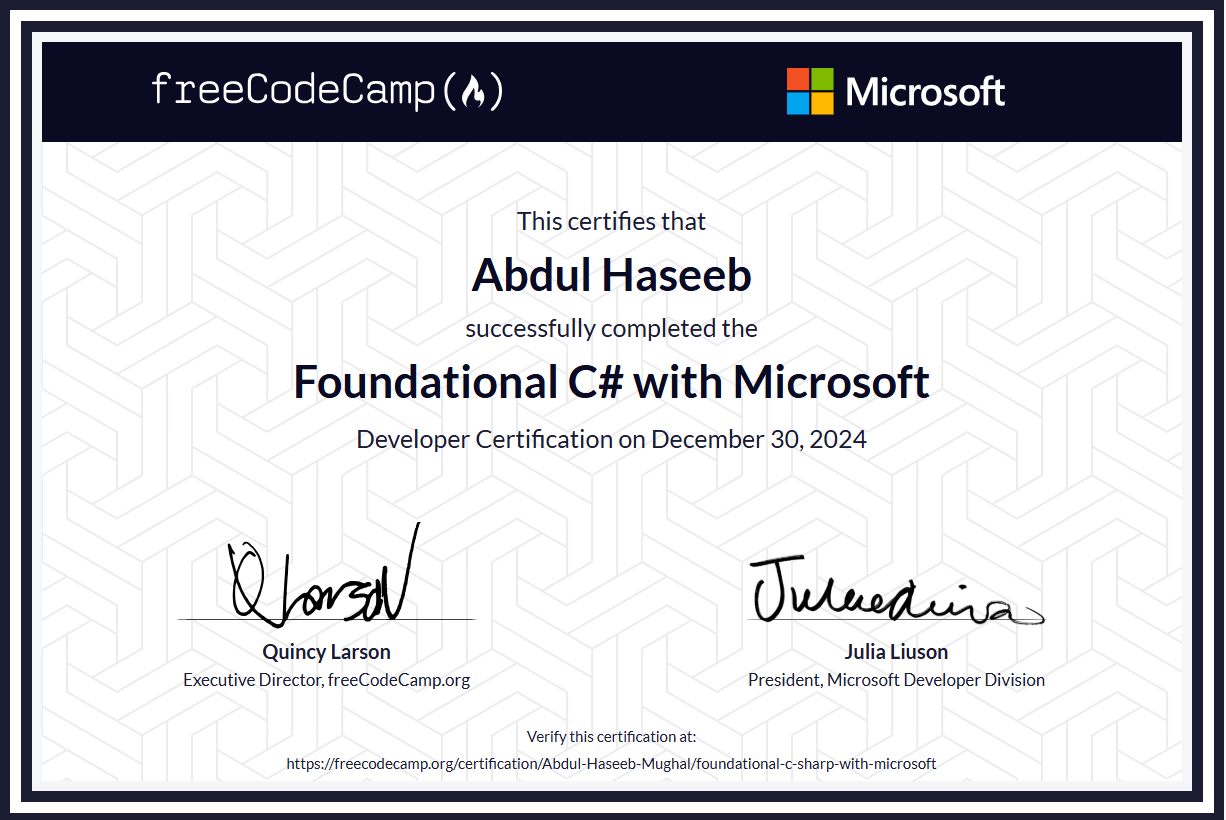 freeCodeCamp(🔥)
Microsoft
This certifies that
Abdul Haseeb
successfully completed the
Foundational C# with Microsoft
Developer Certification on December 30, 2024
Quincy Larson
Executive Director, freeCodeCamp.org
Julia Liuson
President, Microsoft Developer Division
Verify this certification at:
https://freecodecamp.org/certification/Abdul-Haseeb-Mughal/foundational-c-sharp-with-microsoft